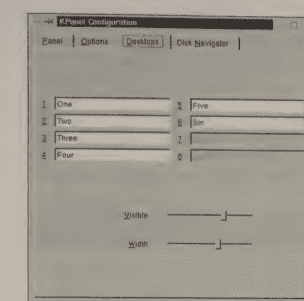 KPanel Configuration
Panel Options Desktops Disk Navigator
1 One
2 Two
3 Three
4 Four
5 Five
6 Six
7
8
Visible
Width